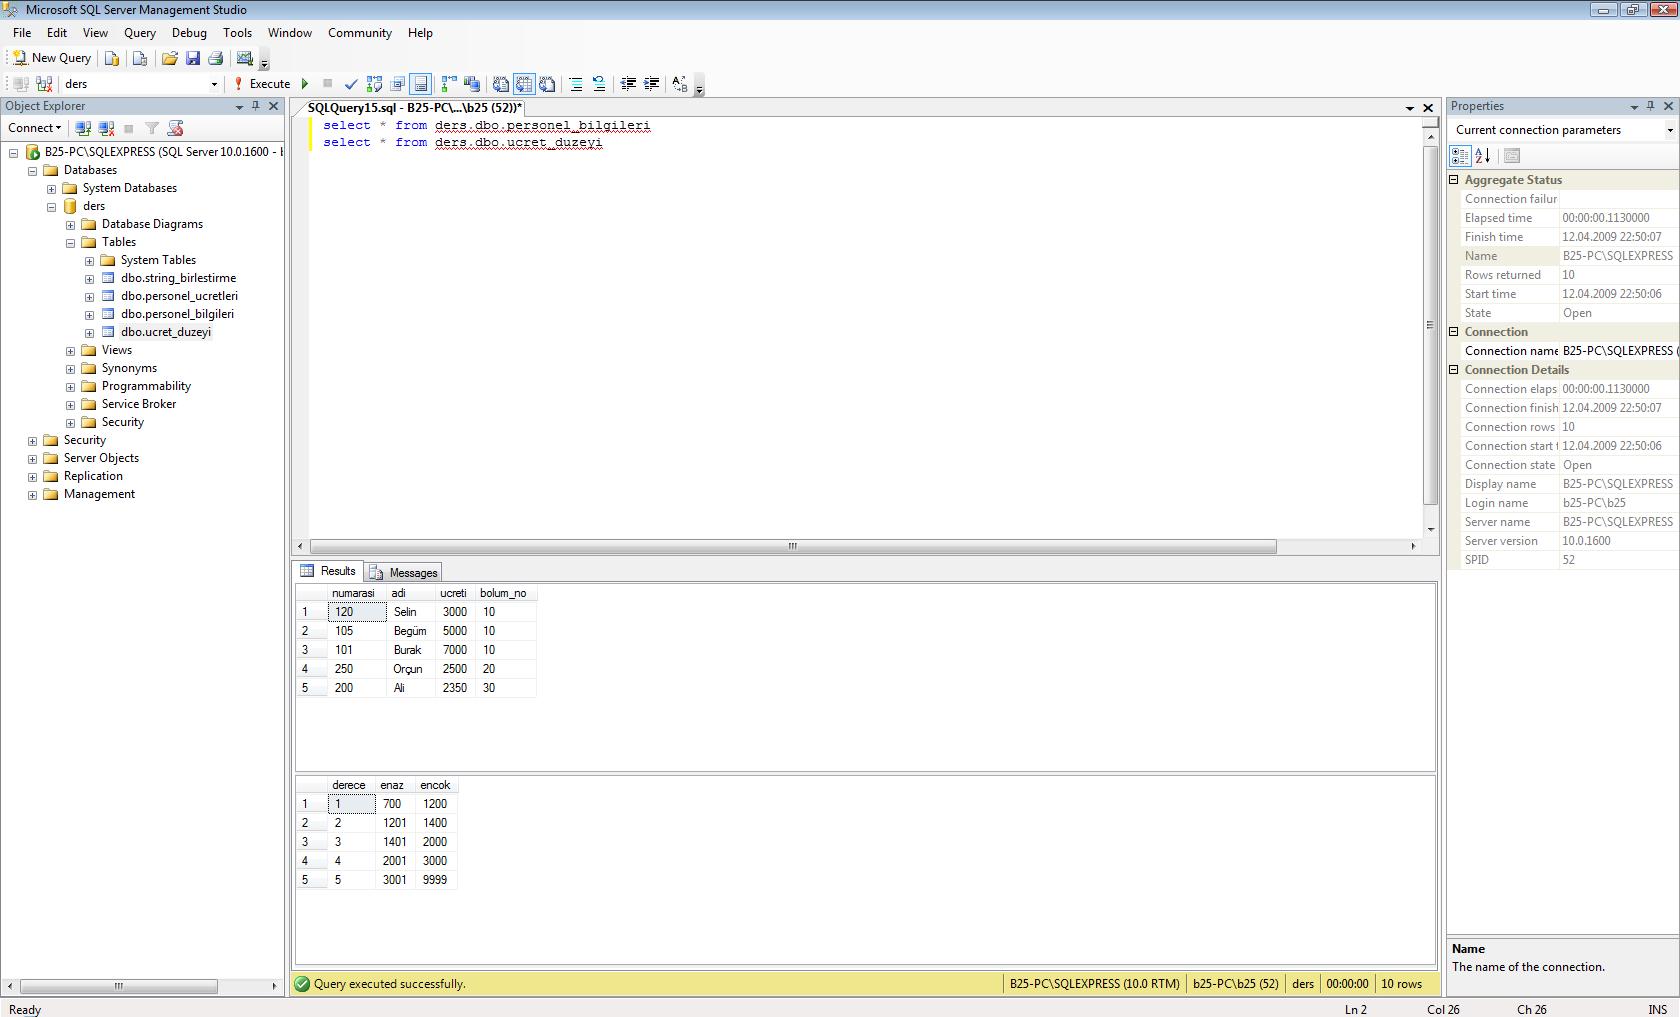 Microsoft SQL Server Management Studio
File Edit View Query Debug Tools Window Community Help
New Query
ders Execute
Object Explorer
Connect
B25-PC\SQLEXPRESS (SQL Server 10.0.1600 -
Databases
System Databases
ders
Database Diagrams
Tables
System Tables
dbo.string_birlestirme
dbo.personel_ucretleri
dbo.personel_bilgileri
dbo.ucret_duzeyi
Views
Synonyms
Programmability
Service Broker
Security
Security
Server Objects
Replication
Management
SQLQuery15.sql - B25-PC\...\b25 (52))*
select * from ders.dbo.personel_bilgileri
select * from ders.dbo.ucret_duzeyi
Results Messages
numarasi adi ucreti bolum_no
1 120 Selin 3000 10
2 105 Begüm 5000 10
3 101 Burak 7000 10
4 250 Orçun 2500 20
5 200 Ali 2350 30
derece enaz encok
1 1 700 1200
2 2 1201 1400
3 3 1401 2000
4 4 2001 3000
5 5 3001 9999
Query executed successfully. B25-PC\SQLEXPRESS (10.0 RTM) b25-PC\b25 (52) ders 00:00:00 10 rows
Properties
Current connection parameters
Aggregate Status
Connection failur
Elapsed time 00:00:00.1130000
Finish time 12.04.2009 22:50:07
Name B25-PC\SQLEXPRESS
Rows returned 10
Start time 12.04.2009 22:50:06
State Open
Connection
Connection name B25-PC\SQLEXPRESS (
Connection Details
Connection elaps 00:00:00.1130000
Connection finish 12.04.2009 22:50:07
Connection rows 10
Connection start t 12.04.2009 22:50:06
Connection state Open
Display name B25-PC\SQLEXPRESS
Login name b25-PC\b25
Server name B25-PC\SQLEXPRESS
Server version 10.0.1600
SPID 52
Name
The name of the connection.
Ready Ln 2 Col 26 Ch 26 INS